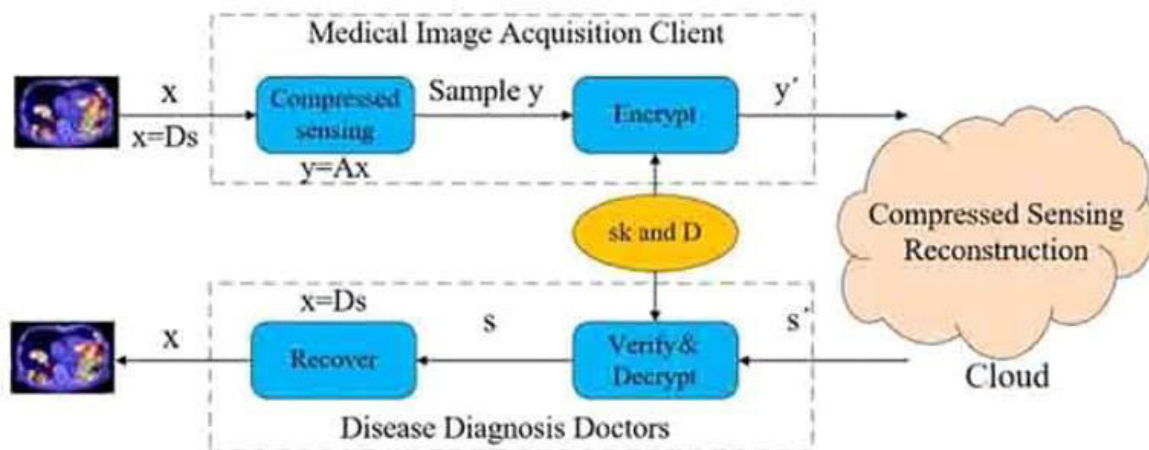 Medical Image Acquisition Client
x
x=Ds
Compressed
sensing
y=Ax
Sample y
Encrypt
y´
sk and D
Compressed Sensing
Reconstruction
Cloud
s´
Verify&
Decrypt
s
x=Ds
Recover
x
Disease Diagnosis Doctors